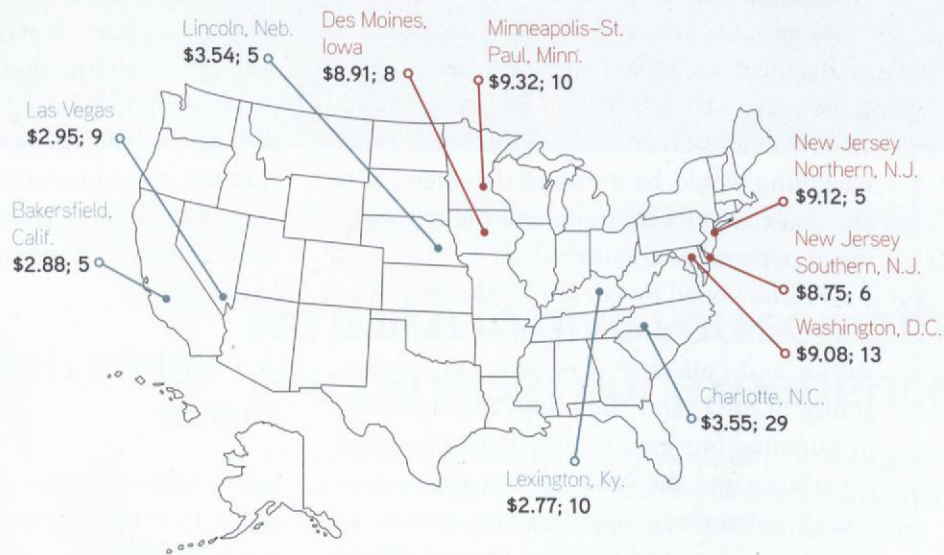 Lincoln, Neb.
$3.54; 5
Des Moines,
Iowa
$8.91; 8
Minneapolis–St.
Paul, Minn.
$9.32; 10
Las Vegas
$2.95; 9
Bakersfield,
Calif.
$2.88; 5
New Jersey
Northern, N.J.
$9.12; 5
New Jersey
Southern, N.J.
$8.75; 6
Washington, D.C.
$9.08; 13
Charlotte, N.C.
$3.55; 29
Lexington, Ky.
$2.77; 10